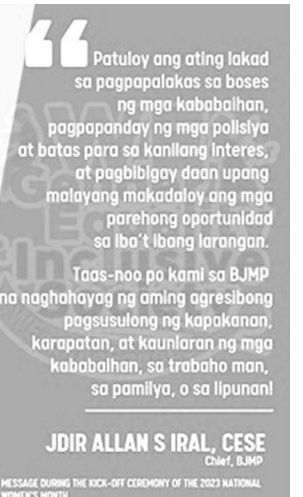 “
Patuloy ang ating lakad
sa pagpapalakas sa boses
ng mga kababaihan,
pagpapanday ng mga polisiya
at batas para sa kanilang interes,
at pagbibigay daan upang
malayang makadaloy ang mga
parehong oportunidad
sa iba't ibang larangan.
Taas-noo po kami sa BJMP
na naghahayag ng aming agresibong
pagsusulong ng kapakanan,
karapatan, at kaunlaran ng mga
kababaihan, sa trabaho man,
sa pamilya, o sa lipunan!
JDIR ALLAN S IRAL, CESE
Chief, BJMP
MESSAGE DURING THE KICK-OFF CEREMONY OF THE 2023 NATIONAL
WOMEN'S MONTH